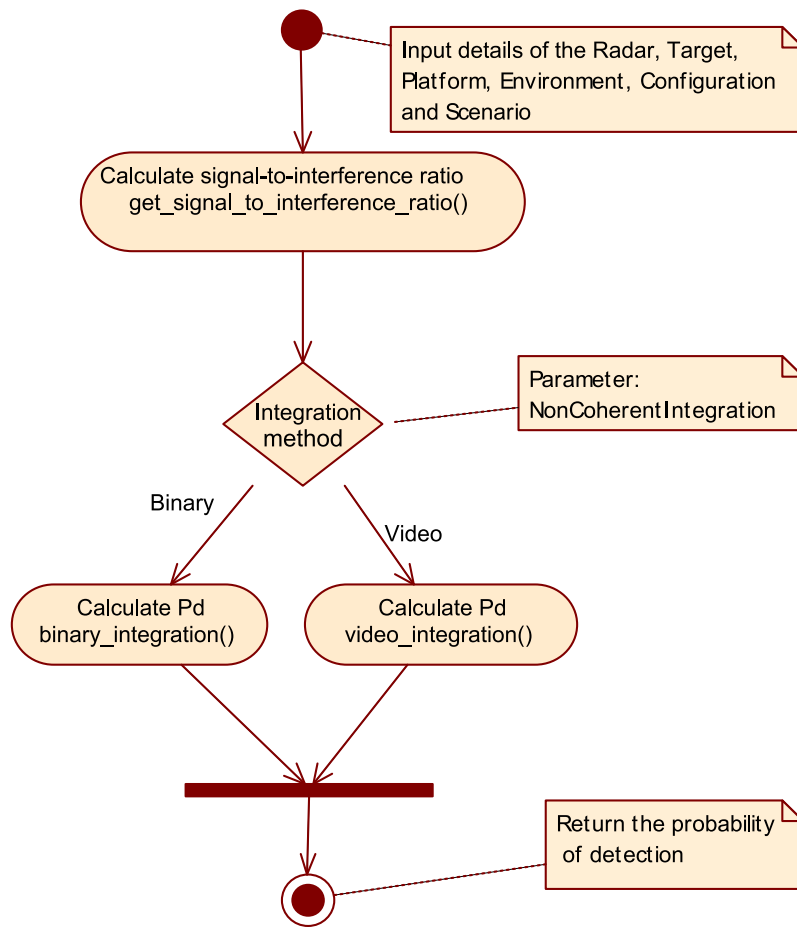 Input details of the Radar, Target,
Platform, Environment, Configuration
and Scenario
Calculate signal-to-interference ratio
get_signal_to_interference_ratio()
Parameter:
NonCoherentIntegration
Integration
method
Binary
Video
Calculate Pd
binary_integration()
Calculate Pd
video_integration()
Return the probability
of detection